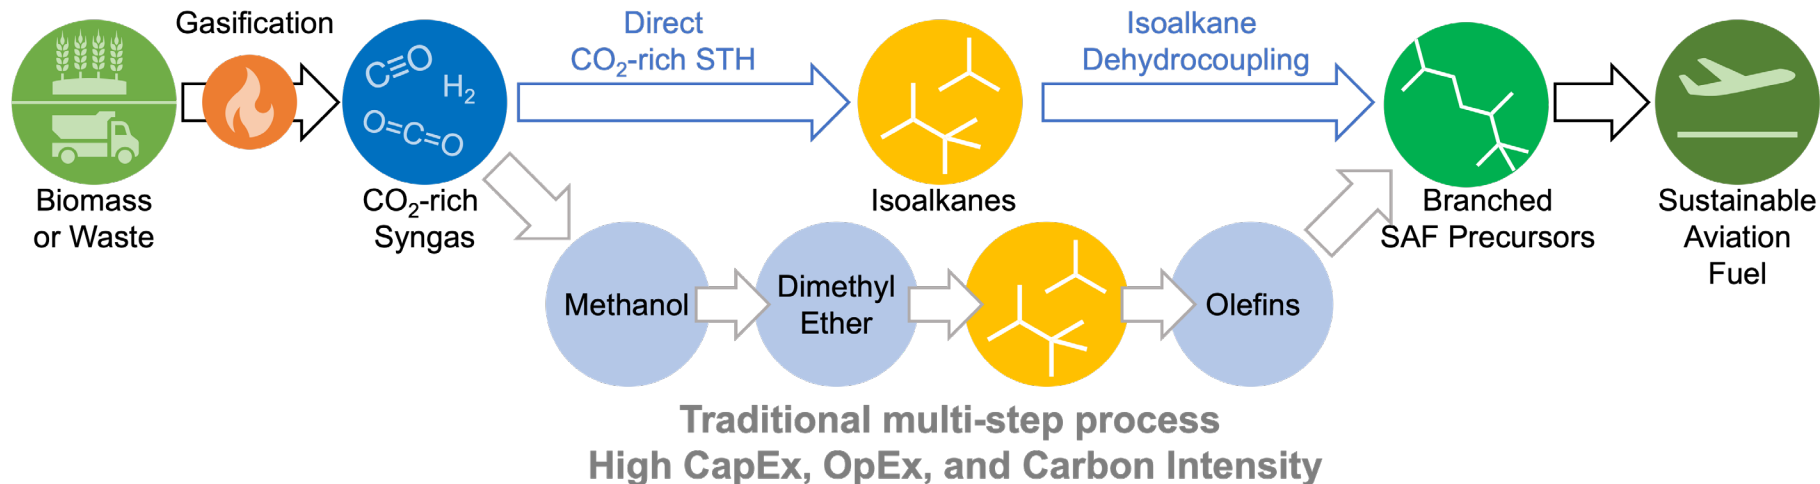 Gasification
Direct
CO₂-rich STH
Isoalkane
Dehydrocoupling
C≡O
H₂
O=C=O
Biomass
or Waste
CO₂-rich
Syngas
Isoalkanes
Branched
SAF Precursors
Sustainable
Aviation
Fuel
Methanol
Dimethyl
Ether
Olefins
Traditional multi-step process
High CapEx, OpEx, and Carbon Intensity